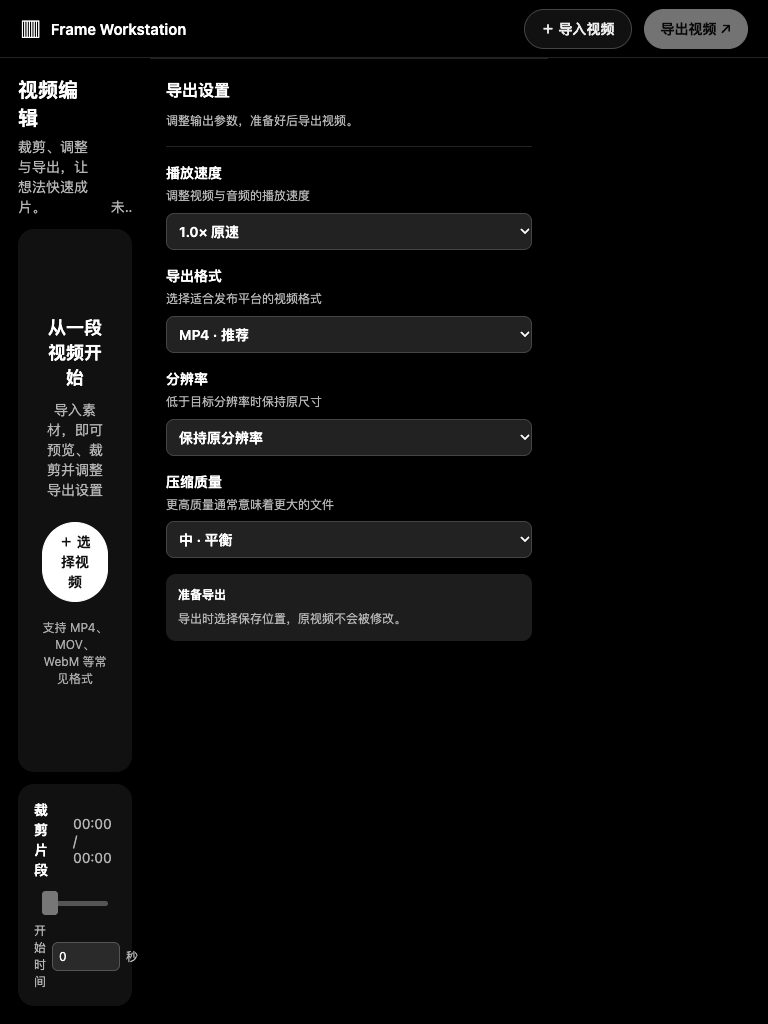 Frame Workstation
+ 导入视频
导出视频 ↗
视频编
辑
裁剪、调整
与导出，让
想法快速成
片。
未..
从一段
视频开
始
导入素
材，即可
预览、裁
剪并调整
导出设置
+ 选
择视
频
支持 MP4、
MOV、
WebM 等常
见格式
裁
剪
片
段
00:00
/
00:00
开
始
时
间
0
秒
导出设置
调整输出参数，准备好后导出视频。
播放速度
调整视频与音频的播放速度
1.0× 原速
导出格式
选择适合发布平台的视频格式
MP4 · 推荐
分辨率
低于目标分辨率时保持原尺寸
保持原分辨率
压缩质量
更高质量通常意味着更大的文件
中 · 平衡
准备导出
导出时选择保存位置，原视频不会被修改。